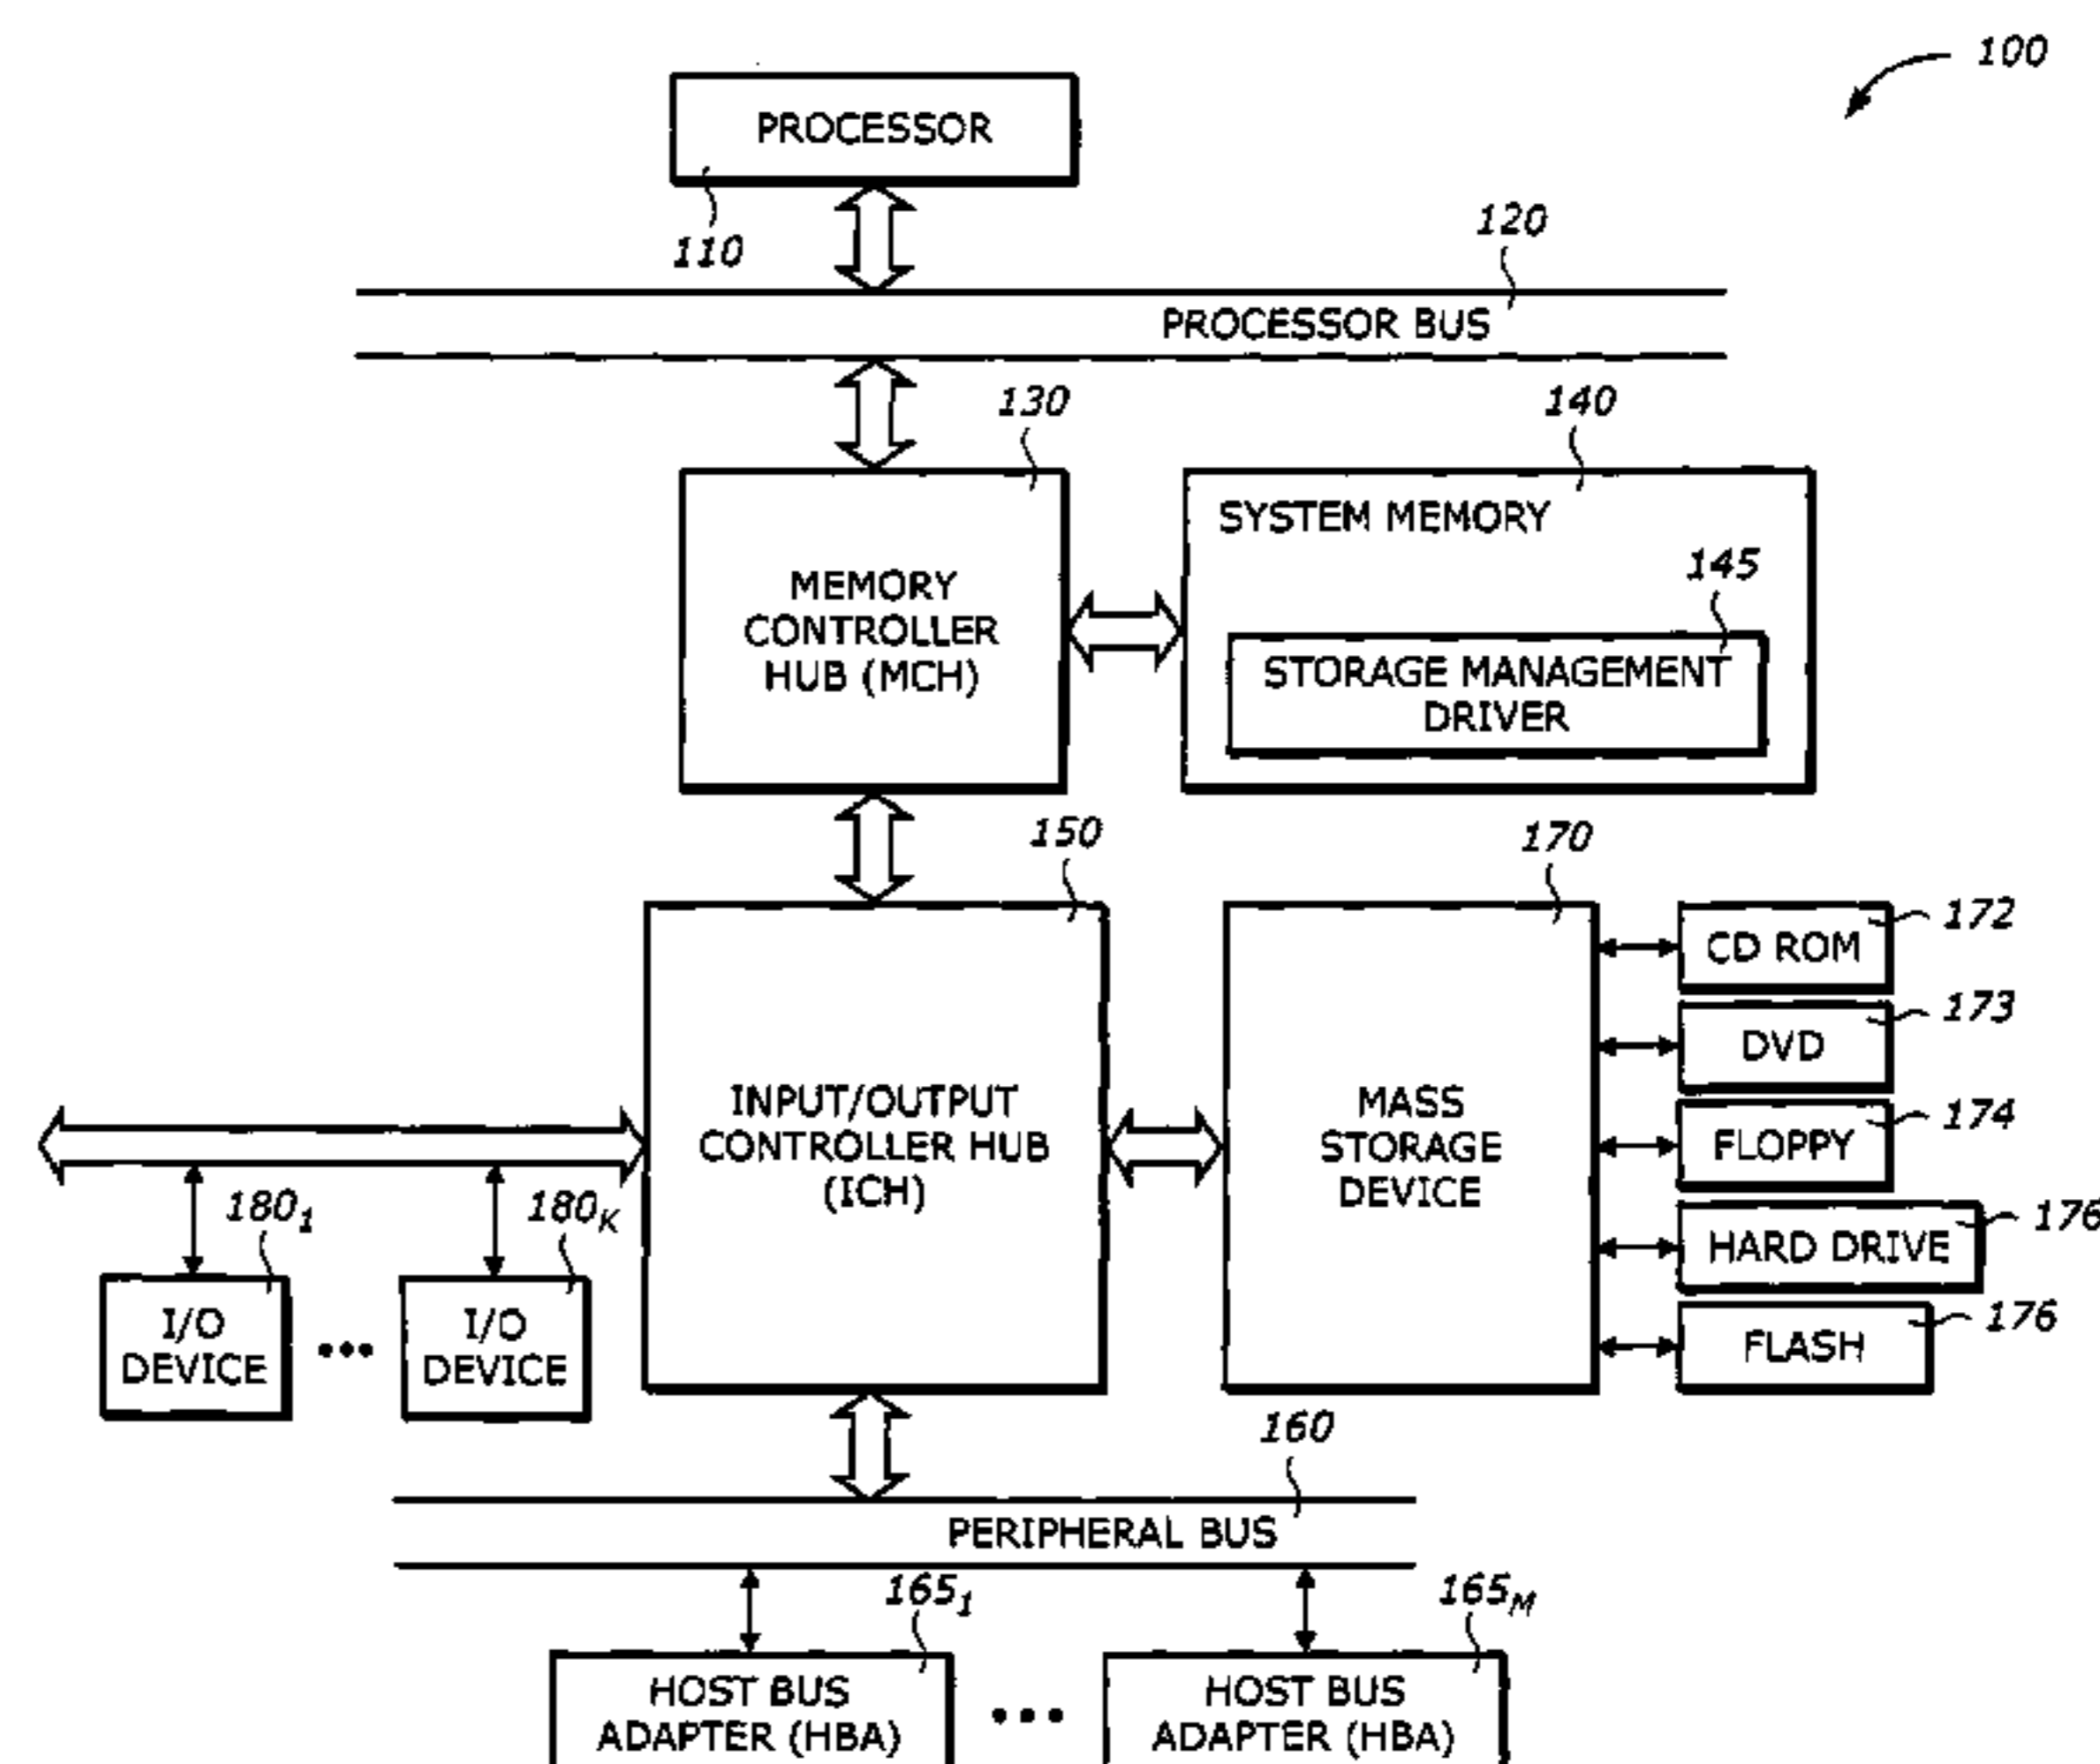 100
PROCESSOR
110
120
PROCESSOR BUS
130
140
SYSTEM MEMORY
145
MEMORY
CONTROLLER
HUB (MCH)
STORAGE MANAGEMENT
DRIVER
150
170
172
CD ROM
173
DVD
174
FLOPPY
176
HARD DRIVE
176
FLASH
INPUT/OUTPUT
CONTROLLER HUB
(ICH)
MASS
STORAGE
DEVICE
180₁
180K
I/O
DEVICE
•••
I/O
DEVICE
160
PERIPHERAL BUS
165₁
165M
HOST BUS
ADAPTER (HBA)
•••
HOST BUS
ADAPTER (HBA)